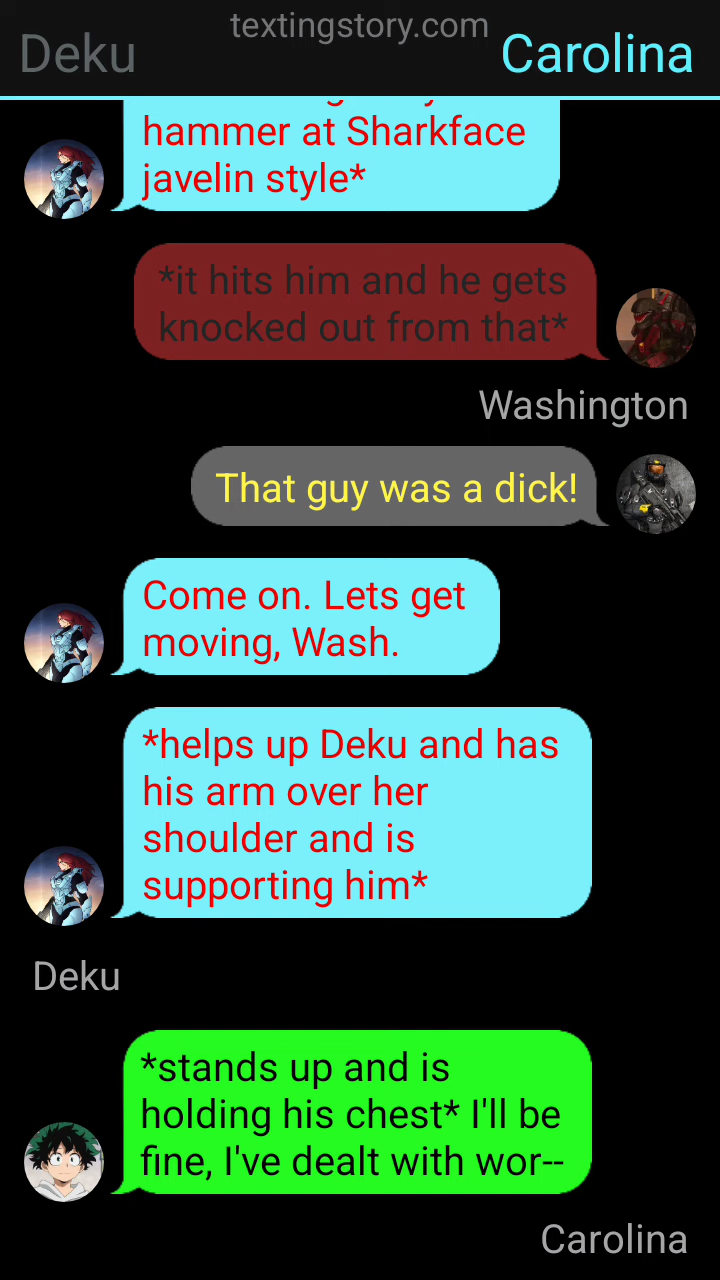 textingstory.com
Deku
Carolina
hammer at Sharkface
javelin style*
*it hits him and he gets
knocked out from that*
Washington
That guy was a dick!
Come on. Lets get
moving, Wash.
*helps up Deku and has
his arm over her
shoulder and is
supporting him*
Deku
*stands up and is
holding his chest* I'll be
fine, I've dealt with wor--
Carolina